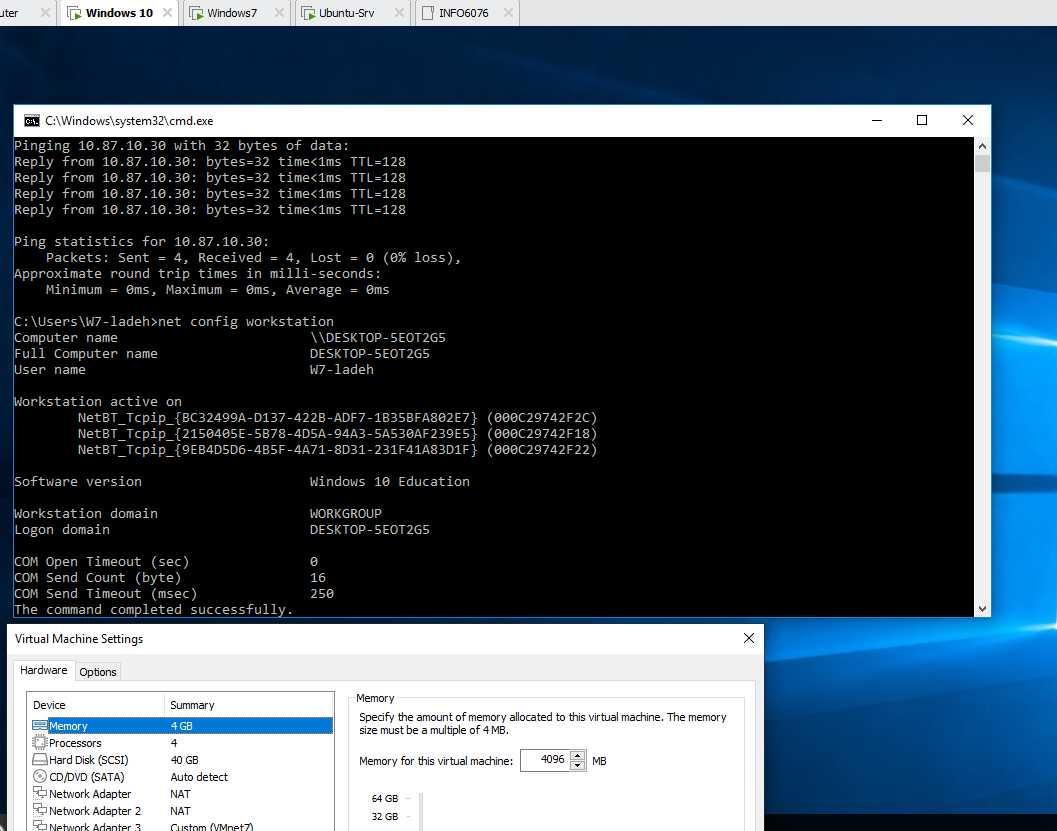 uter
Windows 10
Windows7
Ubuntu-Srv
INFO6076
C:\Windows\system32\cmd.exe
Pinging 10.87.10.30 with 32 bytes of data:
Reply from 10.87.10.30: bytes=32 time<1ms TTL=128
Reply from 10.87.10.30: bytes=32 time<1ms TTL=128
Reply from 10.87.10.30: bytes=32 time<1ms TTL=128
Reply from 10.87.10.30: bytes=32 time<1ms TTL=128
Ping statistics for 10.87.10.30:
Packets: Sent = 4, Received = 4, Lost = 0 (0% loss),
Approximate round trip times in milli-seconds:
Minimum = 0ms, Maximum = 0ms, Average = 0ms
C:\Users\W7-ladeh>net config workstation
Computer name \\DESKTOP-5EOT2G5
Full Computer name DESKTOP-5EOT2G5
User name W7-ladeh
Workstation active on
NetBT_Tcpip_{BC32499A-D137-422B-ADF7-1B35BFA802E7} (000C29742F2C)
NetBT_Tcpip_{2150405E-5B78-4D5A-94A3-5A530AF239E5} (000C29742F18)
NetBT_Tcpip_{9EB4D5D6-4B5F-4A71-8D31-231F41A83D1F} (000C29742F22)
Software version Windows 10 Education
Workstation domain WORKGROUP
Logon domain DESKTOP-5EOT2G5
COM Open Timeout (sec) 0
COM Send Count (byte) 16
COM Send Timeout (msec) 250
The command completed successfully.
Virtual Machine Settings
Hardware Options
Device Summary
Memory 4 GB
Processors 4
Hard Disk (SCSI) 40 GB
CD/DVD (SATA) Auto detect
Network Adapter NAT
Network Adapter 2 NAT
Network Adapter 3 Custom (VMnet7)
Memory
Specify the amount of memory allocated to this virtual machine. The memory
size must be a multiple of 4 MB.
Memory for this virtual machine: 4096 MB
64 GB
32 GB